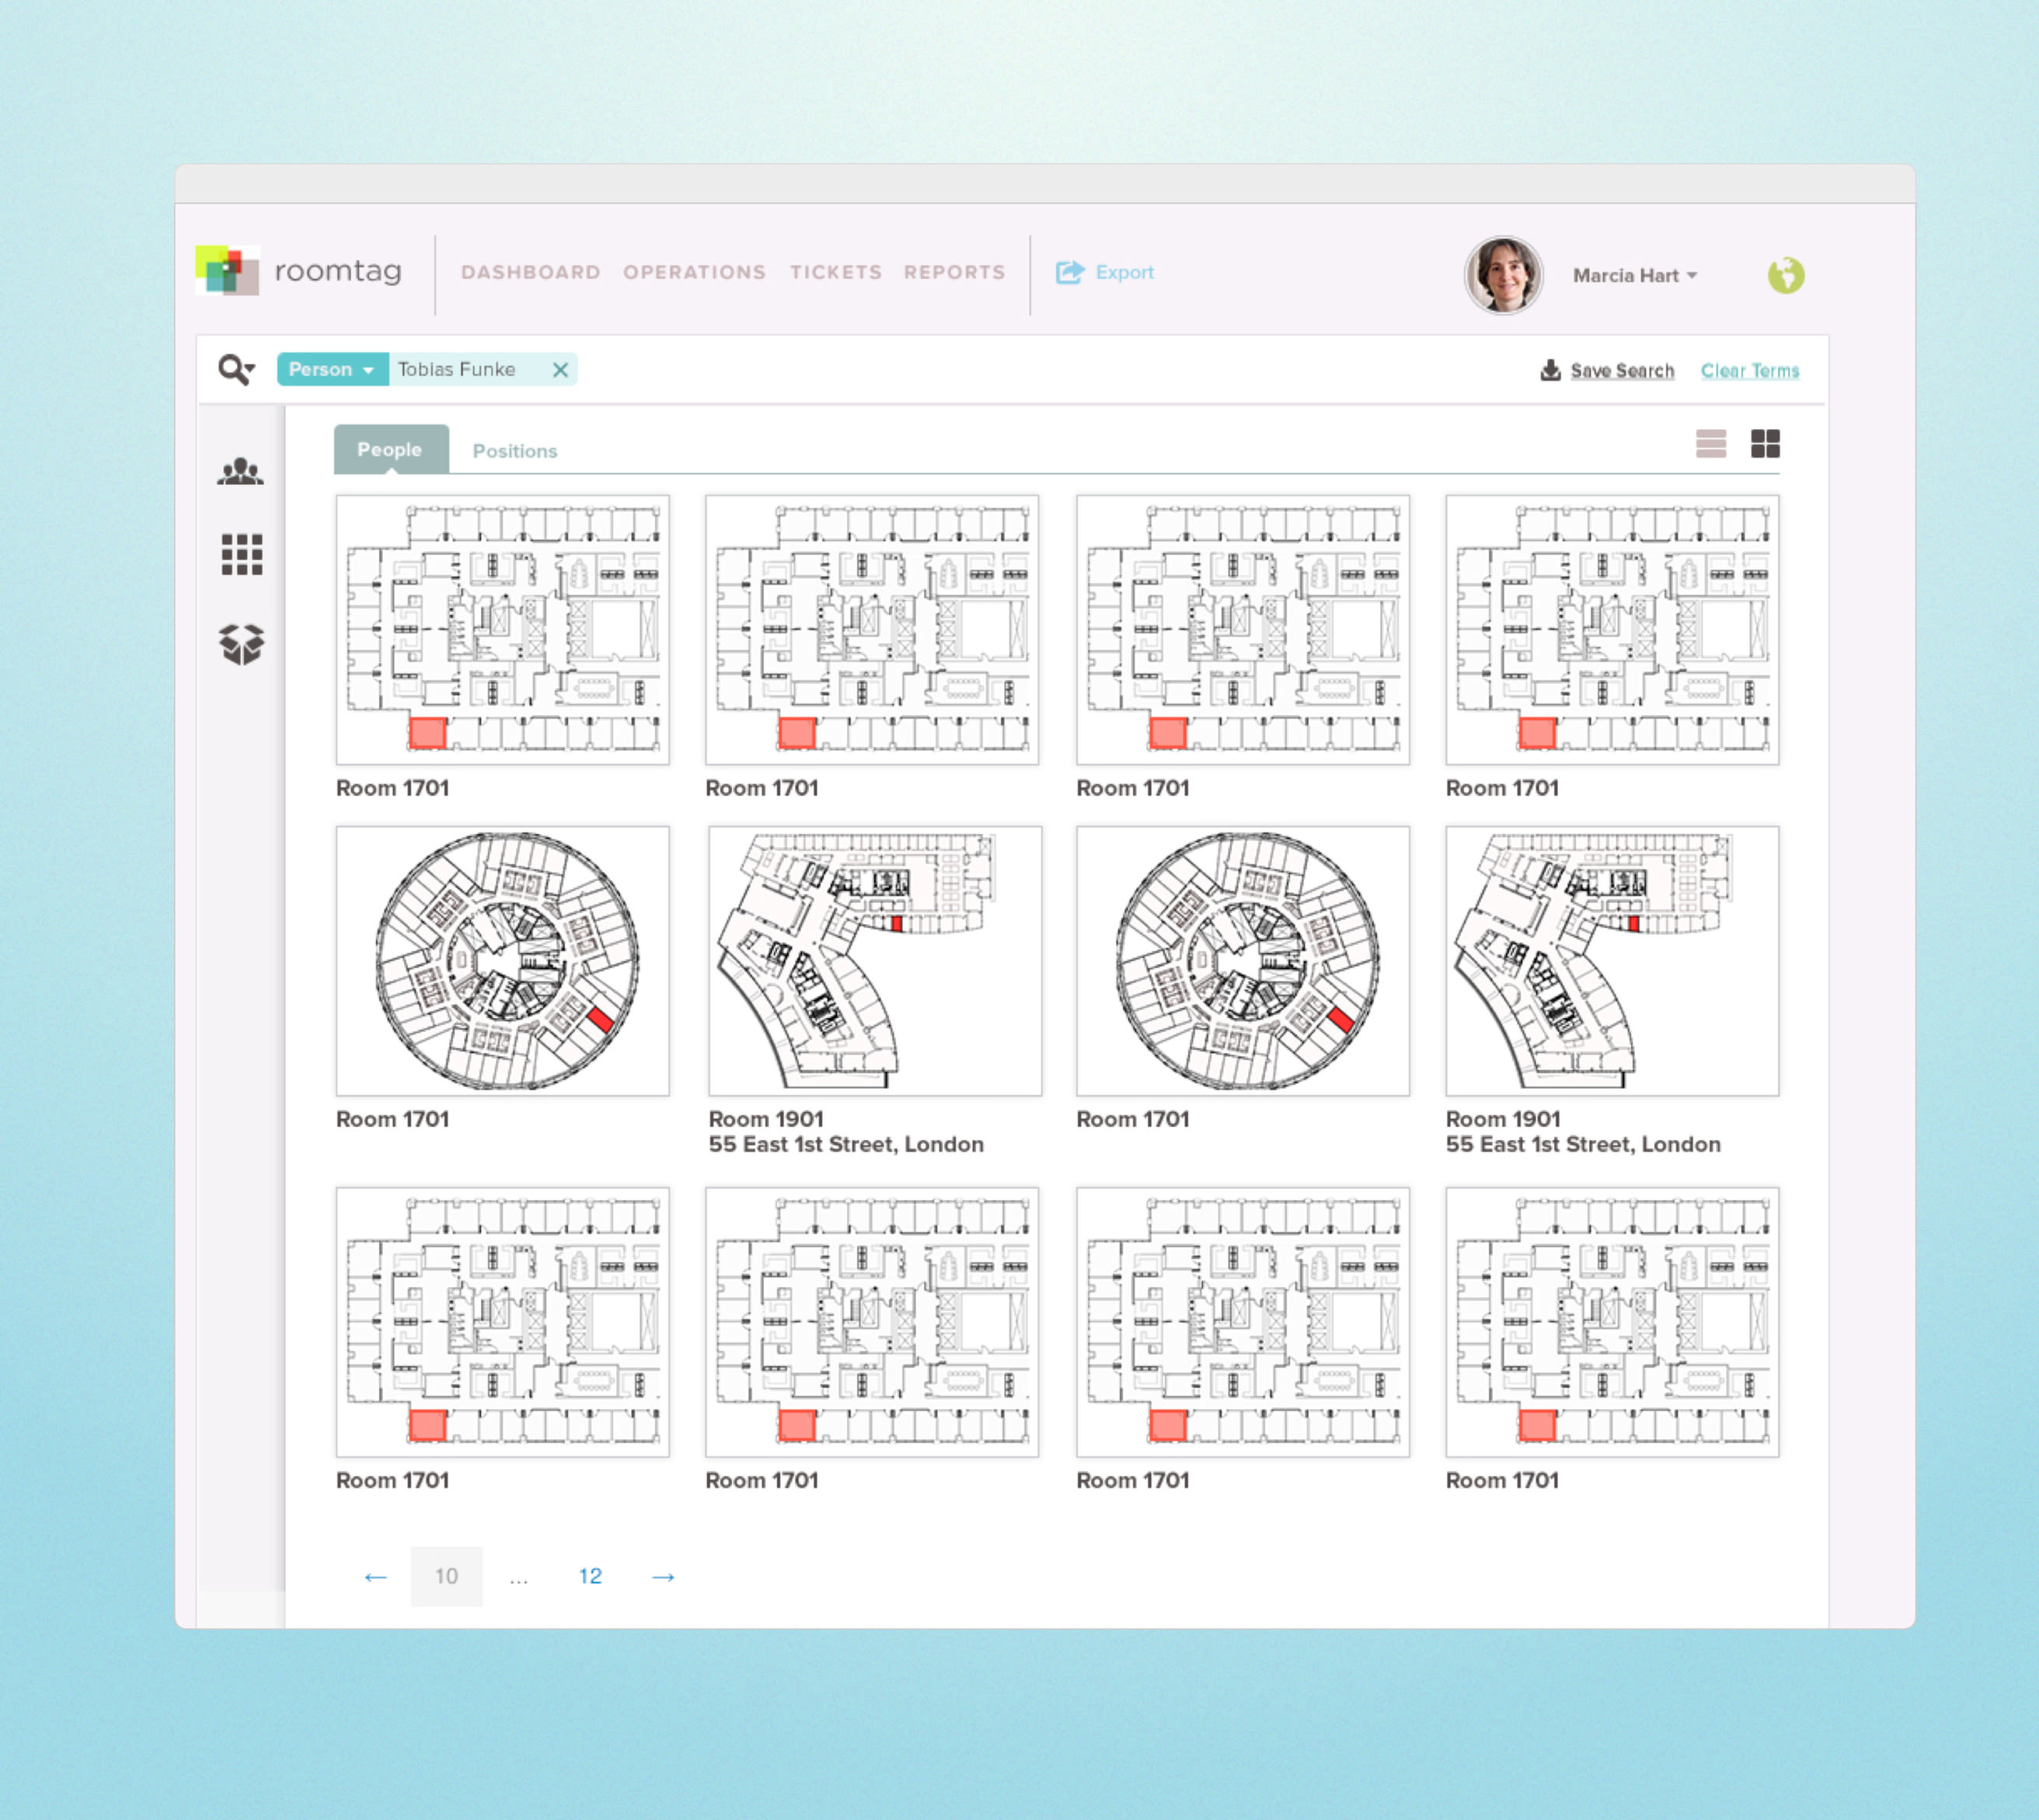 roomtag
DASHBOARD OPERATIONS TICKETS REPORTS Export Marcia Hart
Person Tobias Funke Save Search Clear Terms
People Positions
Room 1701 Room 1701 Room 1701 Room 1701
Room 1701 Room 1901 Room 1701 Room 1901
55 East 1st Street, London 55 East 1st Street, London
Room 1701 Room 1701 Room 1701 Room 1701
← 10 ... 12 →